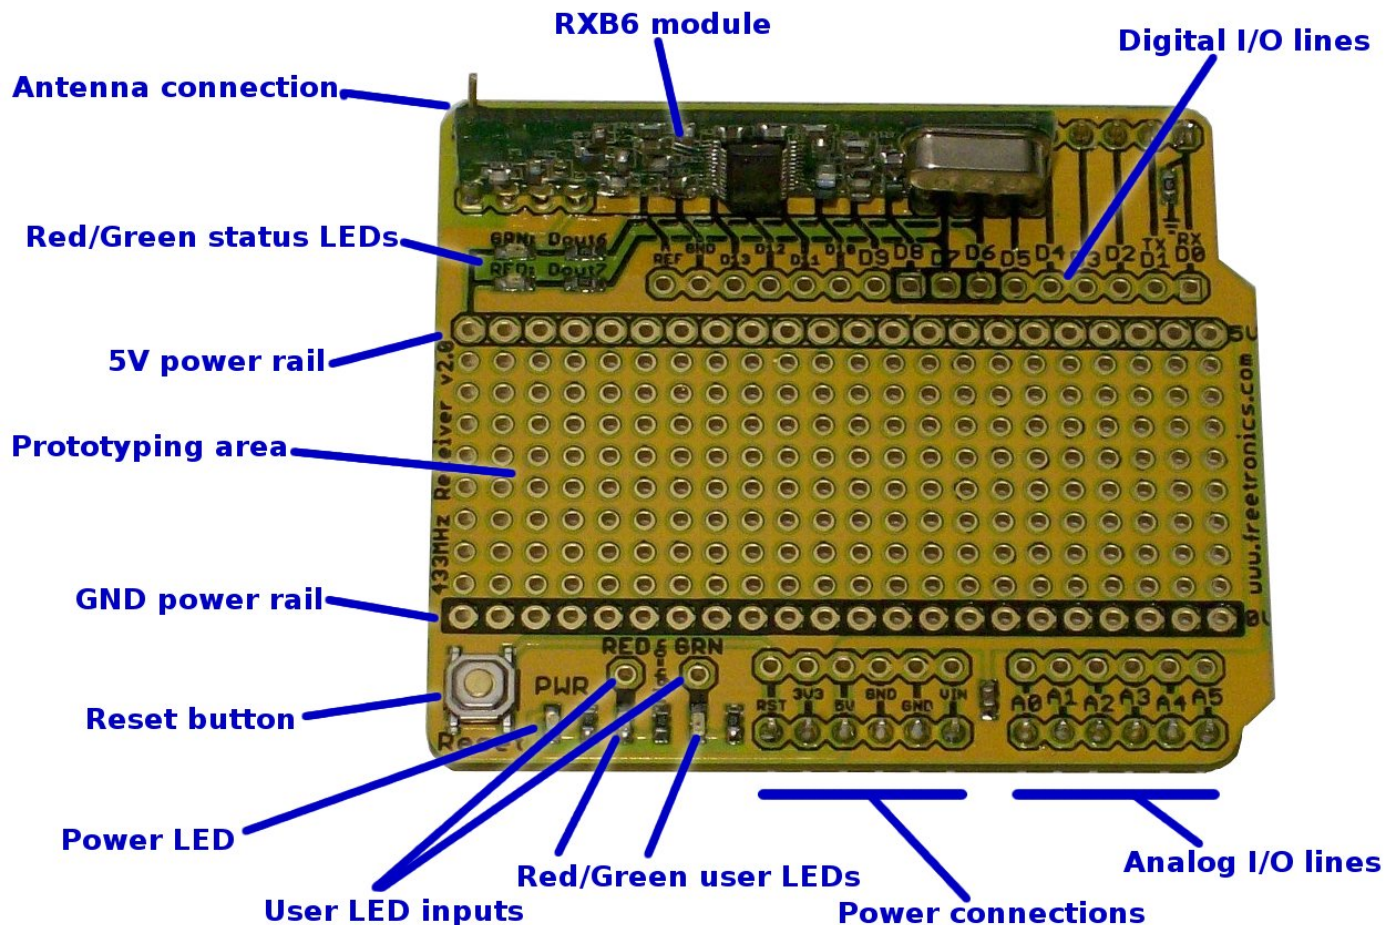 RXB6 module
Digital I/O lines
Antenna connection
Red/Green status LEDs
GRN: Dout6
RED: Dout7
A REF GND D13 D12 D11 D10 D9 D8 D7 D6 D5 D4 D3 D2 TX D1 RX D0
5V power rail
5V
Prototyping area
433MHz Receiver v2.0
www.freetronics.com
GND power rail
0V
RED GRN
PWR
Reset button
Reset
RST 3V3 5V GND GND VIN
A0 A1 A2 A3 A4 A5
Power LED
Red/Green user LEDs
Analog I/O lines
User LED inputs
Power connections